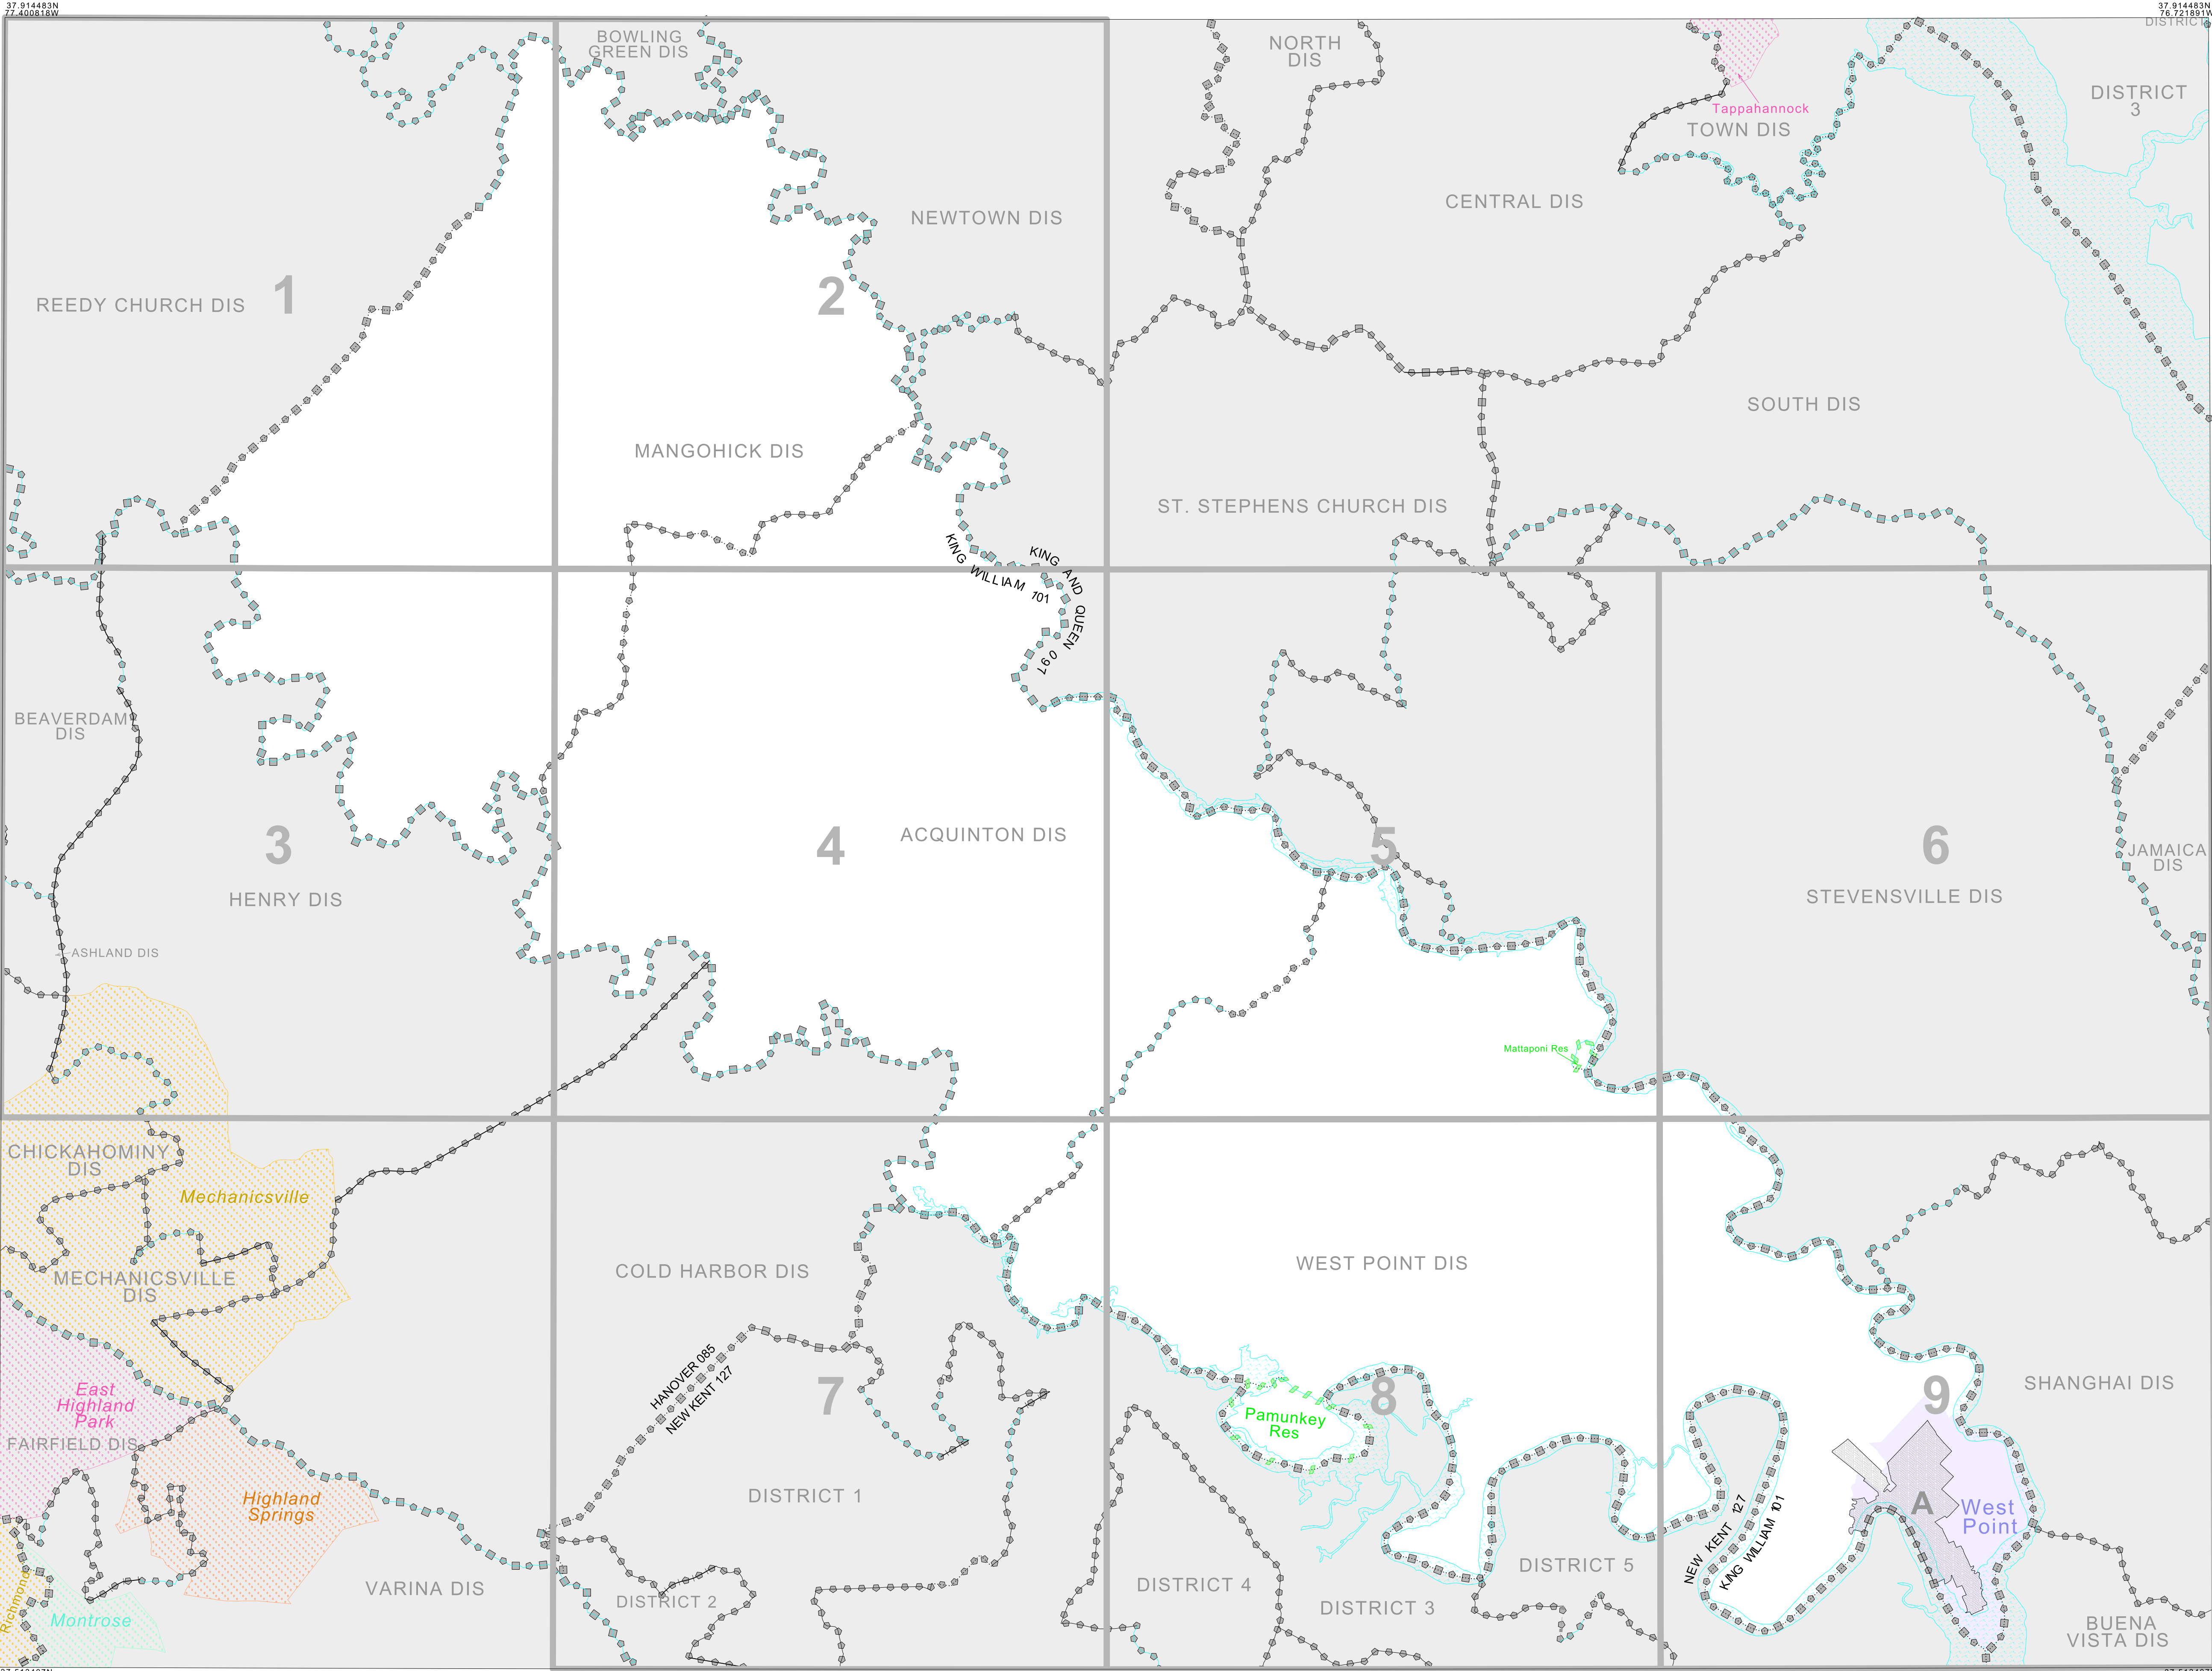 37.914483N
77.400818W
37.914483N
76.721891W
DISTRICT
BOWLING
GREEN DIS
NORTH
DIS
DISTRICT
3
Tappahannock
TOWN DIS
CENTRAL DIS
NEWTOWN DIS
REEDY CHURCH DIS
1
2
SOUTH DIS
MANGOHICK DIS
ST. STEPHENS CHURCH DIS
KING WILLIAM 101
KING AND QUEEN 097
BEAVERDAM
DIS
3
4
ACQUINTON DIS
5
6
JAMAICA
DIS
HENRY DIS
STEVENSVILLE DIS
ASHLAND DIS
Mattaponi Res
CHICKAHOMINY
DIS
Mechanicsville
MECHANICSVILLE
DIS
COLD HARBOR DIS
WEST POINT DIS
HANOVER 085
NEW KENT 127
East
Highland
Park
FAIRFIELD DIS
7
8
9
SHANGHAI DIS
Pamunkey
Res
Highland
Springs
DISTRICT 1
NEW KENT 127
KING WILLIAM 101
A
West
Point
Richmond
Montrose
VARINA DIS
DISTRICT 2
DISTRICT 4
DISTRICT 3
DISTRICT 5
BUENA
VISTA DIS